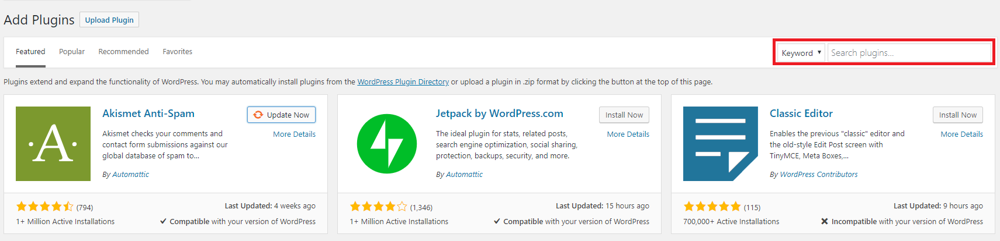 Add Plugins Upload Plugin
Featured Popular Recommended Favorites Keyword Search plugins...
Plugins extend and expand the functionality of WordPress. You may automatically install plugins from the WordPress Plugin Directory or upload a plugin in .zip format by clicking the button at the top of this page.
A
Akismet Anti-Spam
Update Now
More Details
Akismet checks your comments and
contact form submissions against our
global database of spam to...
By Automattic
(794)
Last Updated: 4 weeks ago
1+ Million Active Installations
Compatible with your version of WordPress
Jetpack by WordPress.com
Install Now
More Details
The ideal plugin for stats, related posts,
search engine optimization, social sharing,
protection, backups, security, and more.
By Automattic
(1,346)
Last Updated: 15 hours ago
1+ Million Active Installations
Compatible with your version of WordPress
Classic Editor
Install Now
More Details
Enables the previous "classic" editor and
the old-style Edit Post screen with
TinyMCE, Meta Boxes,...
By WordPress Contributors
(115)
Last Updated: 9 hours ago
700,000+ Active Installations
Incompatible with your version of WordPress